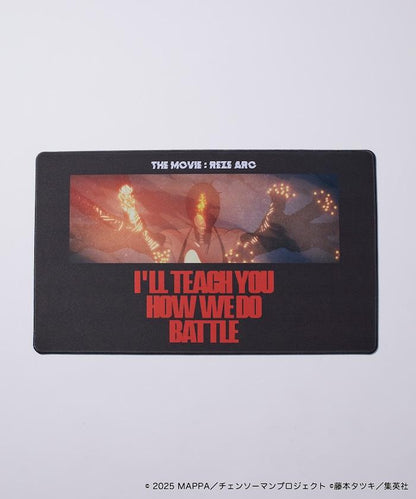 THE MOVIE : REZE ARC
I'LL TEACH YOU
HOW WE DO
BATTLE
© 2025 MAPPA／チェンソーマンプロジェクト ©藤本タツキ／集英社